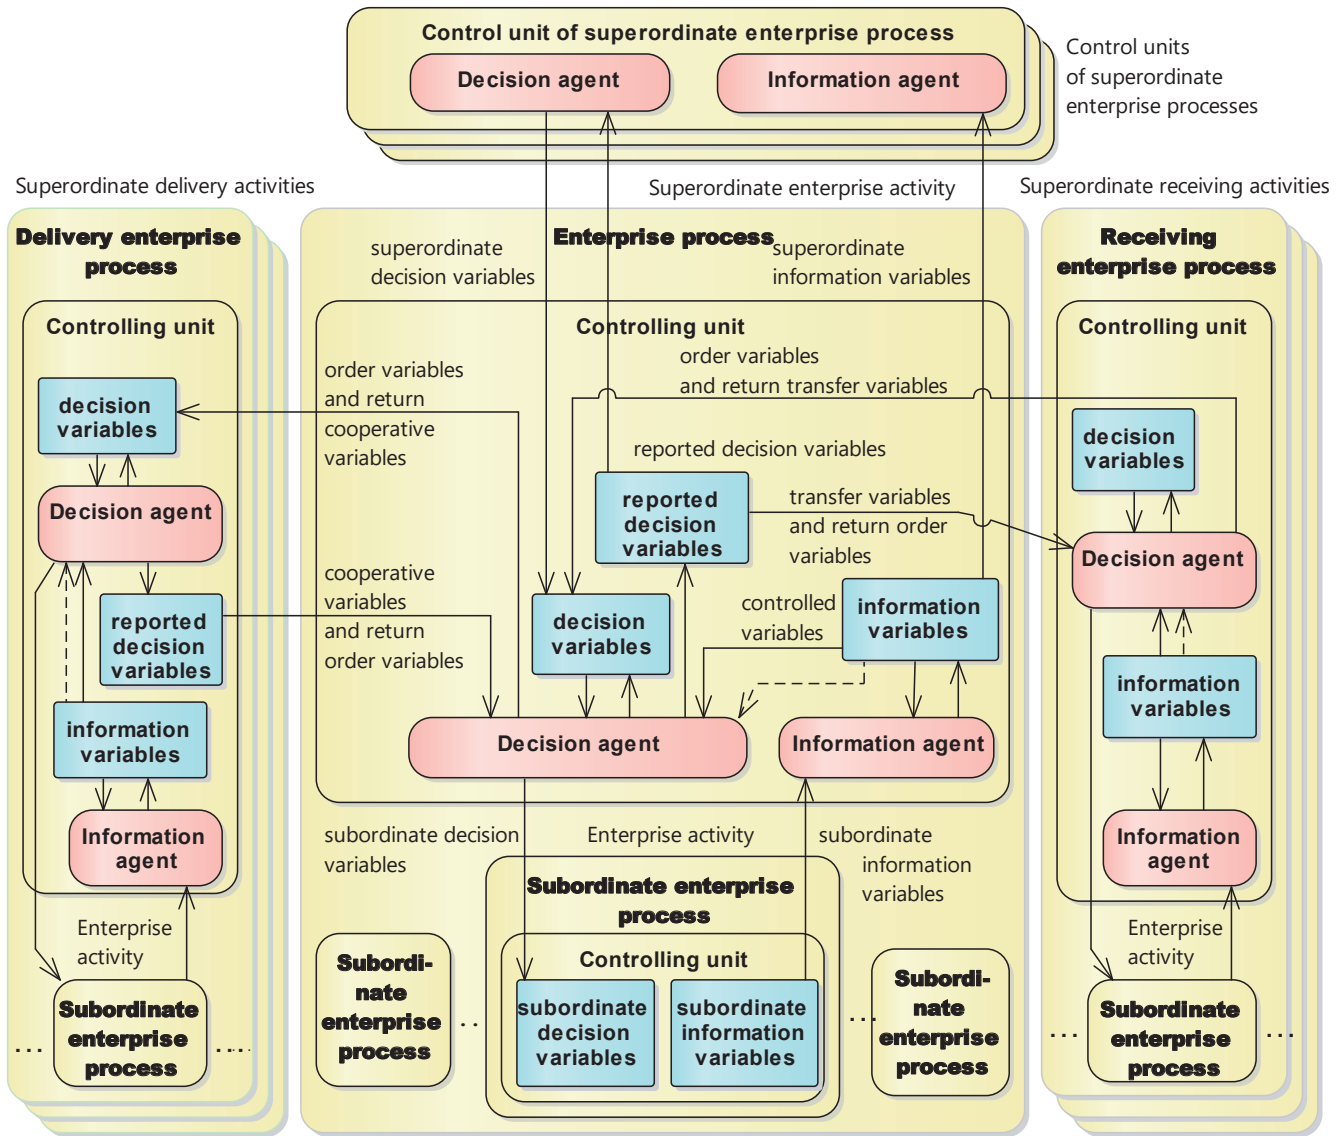 Control unit of superordinate enterprise process
Decision agent
Information agent
Control units
of superordinate
enterprise processes
Superordinate delivery activities
Superordinate enterprise activity
Superordinate receiving activities
Delivery enterprise
process
Controlling unit
decision
variables
Decision agent
reported
decision
variables
information
variables
Information
agent
Enterprise
activity
Subordinate
enterprise
process
...
....
Enterprise process
superordinate
decision variables
superordinate
information variables
Controlling unit
order variables
and return
cooperative
variables
order variables
and return transfer variables
reported decision variables
reported
decision
variables
transfer variables
and return order
variables
cooperative
variables
and return
order variables
decision
variables
controlled
variables
information
variables
Decision agent
Information agent
subordinate decision
variables
Enterprise activity
subordinate
information
variables
Subordinate enterprise
process
Controlling unit
subordinate
decision
variables
subordinate
information
variables
Subordi-
nate
enterprise
process
..
...
Subordi-
nate
enterprise
process
Receiving
enterprise process
Controlling unit
decision
variables
Decision agent
information
variables
Information
agent
Enterprise
activity
Subordinate
enterprise
process
...
...